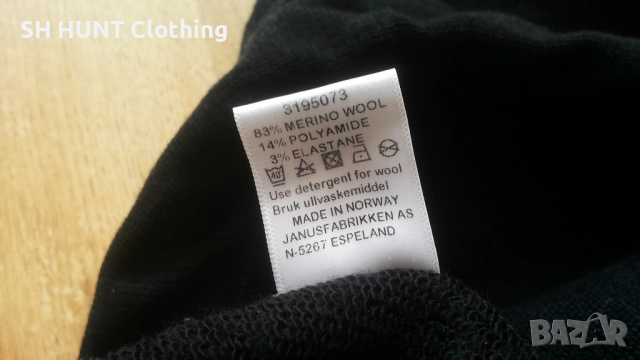 SH HUNT Clothing
3195073
83% MERINO WOOL
14% POLYAMIDE
3% ELASTANE
40
Use detergent for wool
Bruk ullvaskemiddel
MADE IN NORWAY
JANUSFABRIKKEN AS
N-5267 ESPELAND
BAZAR